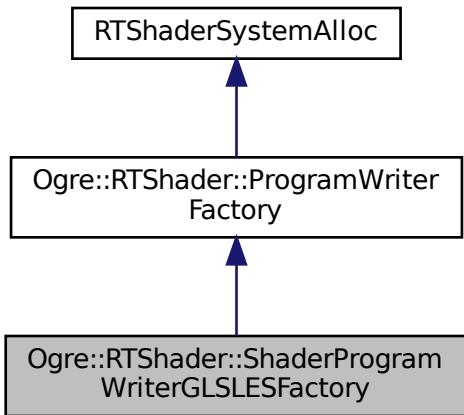 RTShaderSystemAlloc
Ogre::RTShader::ProgramWriter
Factory
Ogre::RTShader::ShaderProgram
WriterGLSLESFactory